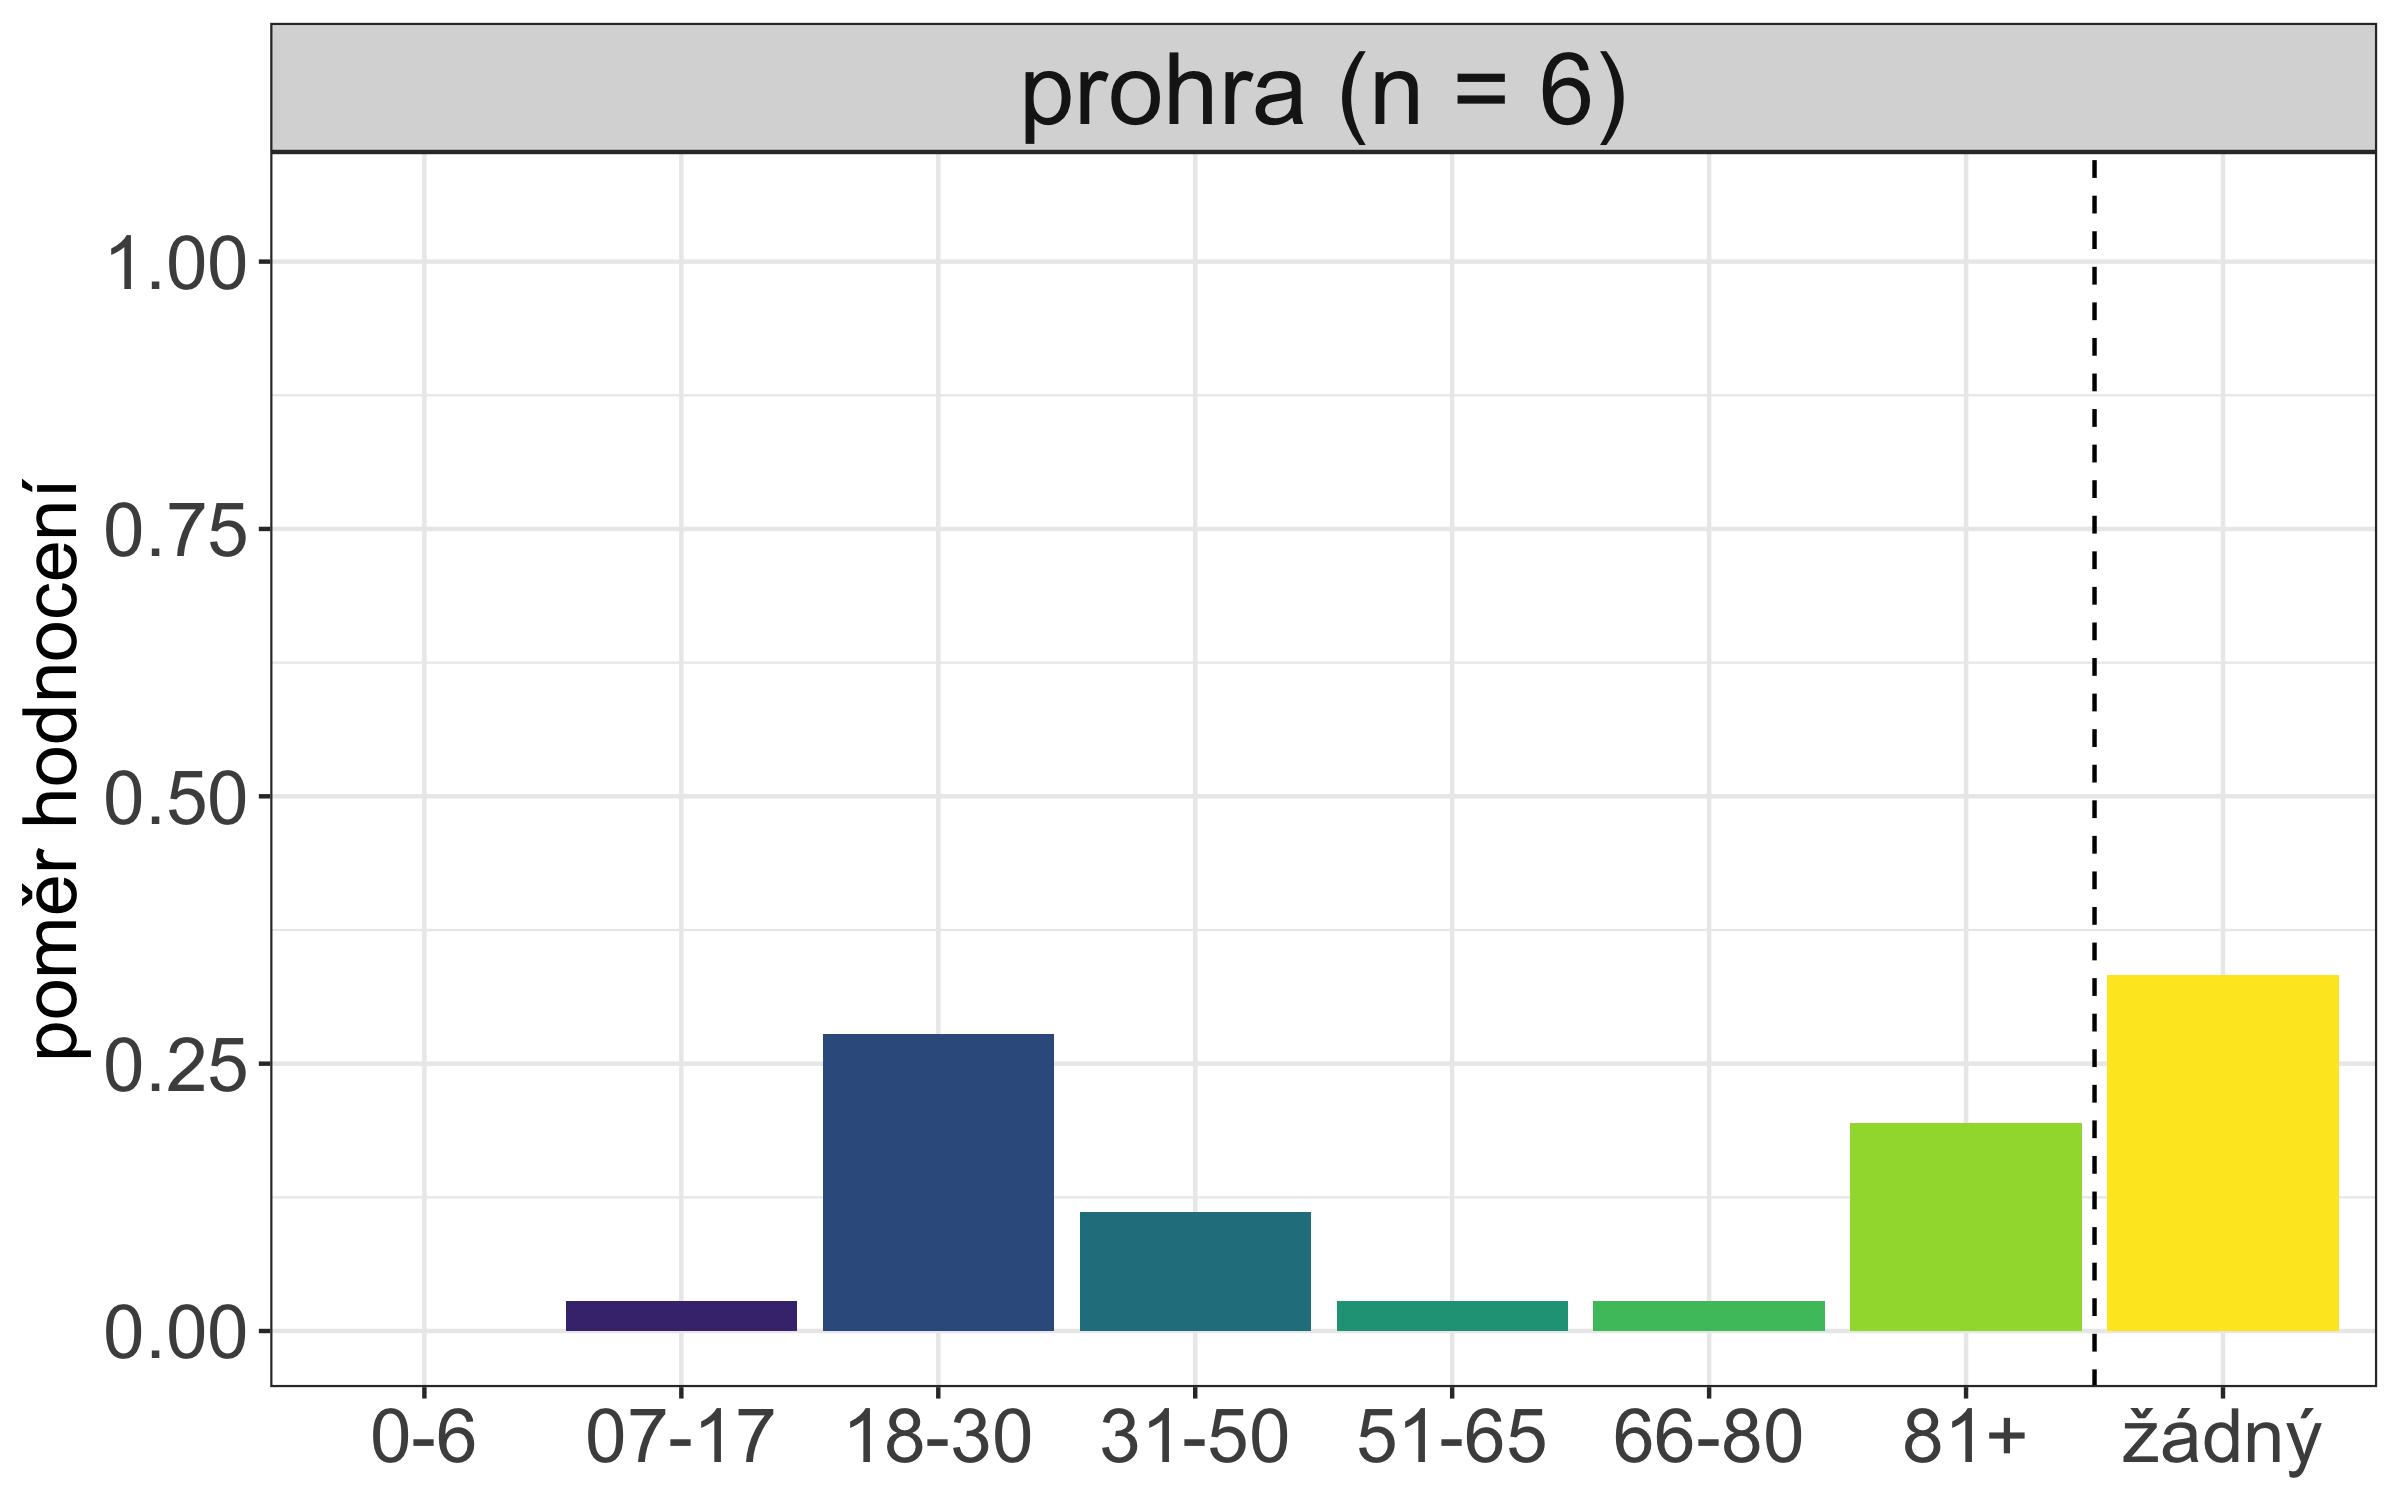 prohra (n = 6)
poměr hodnocení
1.00
0.75
0.50
0.25
0.00
0-6 07-17 18-30 31-50 51-65 66-80 81+ žádný